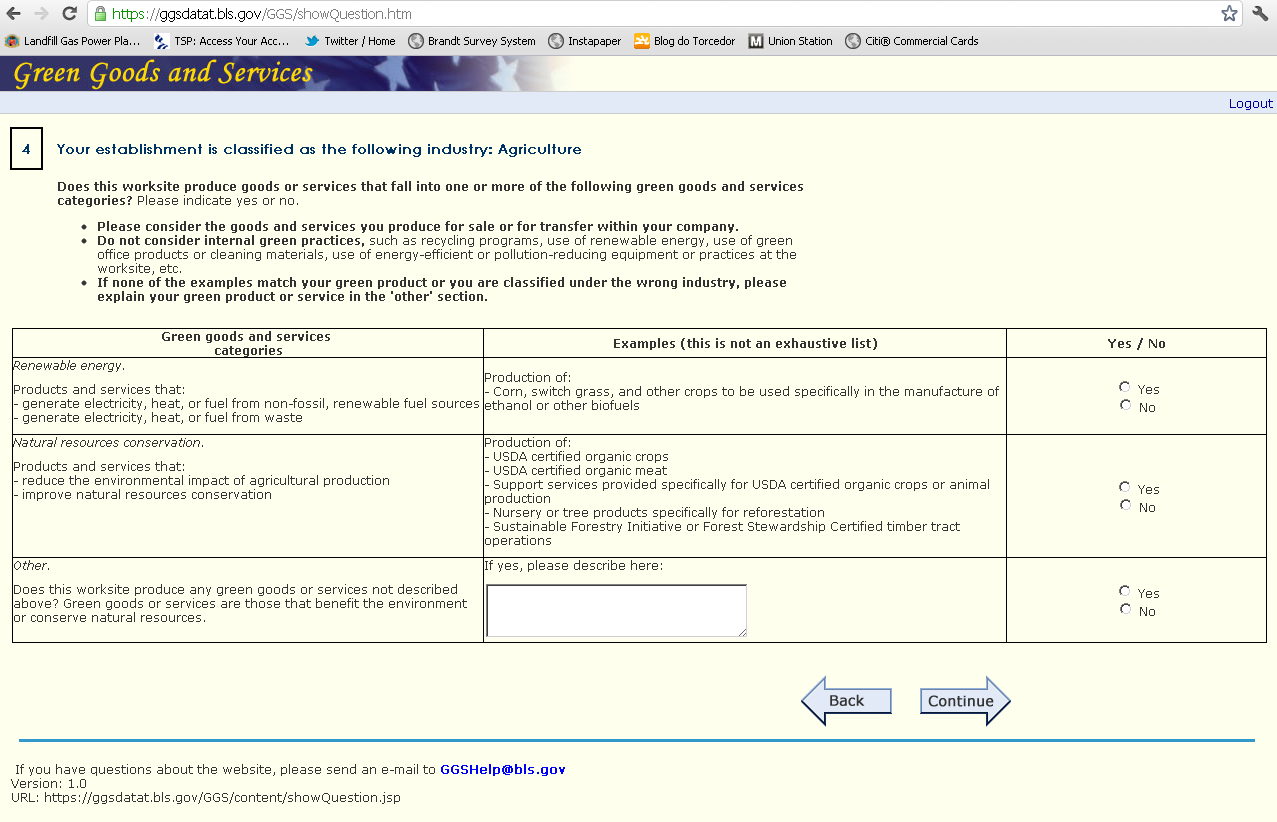 https://ggsdatat.bls.gov/GGS/showQuestion.htm
Landfill Gas Power Pla... TSP: Access Your Acc... Twitter / Home Brandt Survey System Instapaper Blog do Torcedor M Union Station Citi® Commercial Cards
Green Goods and Services
Logout
4 Your establishment is classified as the following industry: Agriculture
Does this worksite produce goods or services that fall into one or more of the following green goods and services
categories? Please indicate yes or no.
• Please consider the goods and services you produce for sale or for transfer within your company.
• Do not consider internal green practices, such as recycling programs, use of renewable energy, use of green
office products or cleaning materials, use of energy-efficient or pollution-reducing equipment or practices at the
worksite, etc.
• If none of the examples match your green product or you are classified under the wrong industry, please
explain your green product or service in the 'other' section.
Green goods and services
categories
Examples (this is not an exhaustive list)
Yes / No
Renewable energy.
Products and services that:
- generate electricity, heat, or fuel from non-fossil, renewable fuel sources
- generate electricity, heat, or fuel from waste
Production of:
- Corn, switch grass, and other crops to be used specifically in the manufacture of
ethanol or other biofuels
Yes
No
Natural resources conservation.
Products and services that:
- reduce the environmental impact of agricultural production
- improve natural resources conservation
Production of:
- USDA certified organic crops
- USDA certified organic meat
- Support services provided specifically for USDA certified organic crops or animal
production
- Nursery or tree products specifically for reforestation
- Sustainable Forestry Initiative or Forest Stewardship Certified timber tract
operations
Yes
No
Other.
Does this worksite produce any green goods or services not described
above? Green goods or services are those that benefit the environment
or conserve natural resources.
If yes, please describe here:
Yes
No
Back Continue
If you have questions about the website, please send an e-mail to GGSHelp@bls.gov
Version: 1.0
URL: https://ggsdatat.bls.gov/GGS/content/showQuestion.jsp